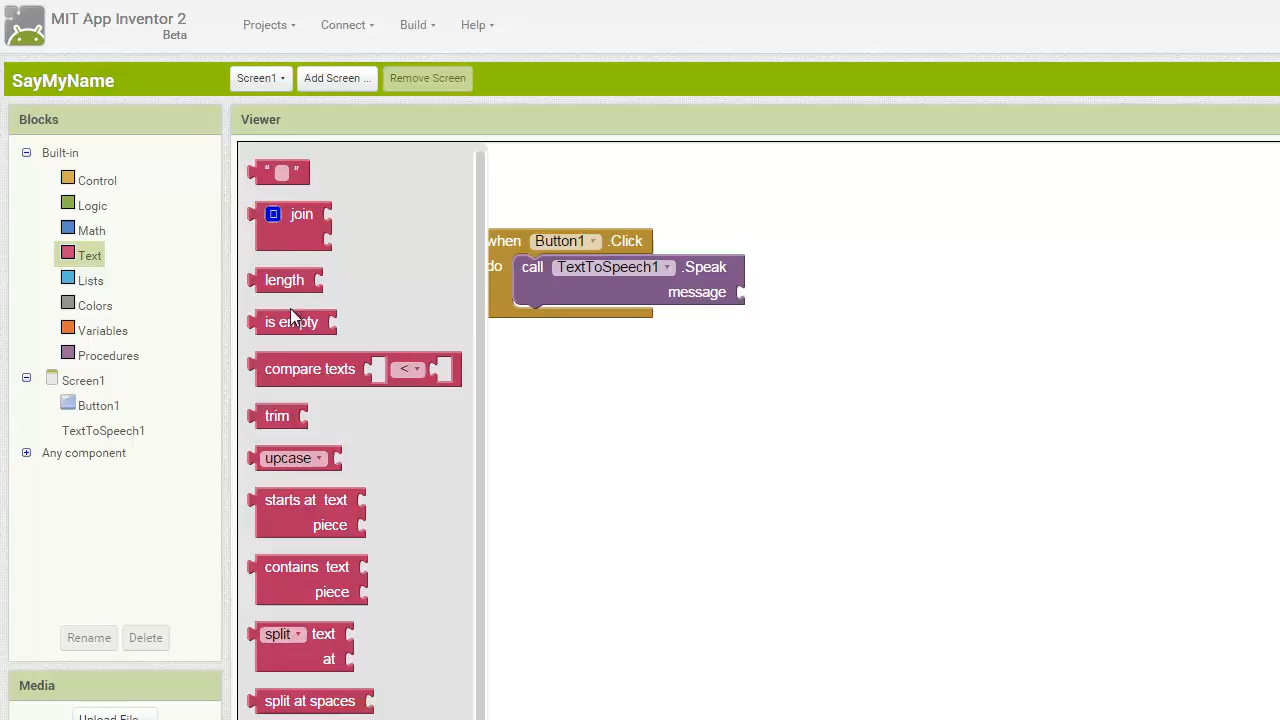 MIT App Inventor 2
Beta
Projects Connect Build Help
SayMyName
Screen1 Add Screen ... Remove Screen
Blocks
Viewer
Built-in
Control
Logic
Math
Text
Lists
Colors
Variables
Procedures
Screen1
Button1
TextToSpeech1
Any component
Rename Delete
Media
" "
join
length
is empty
compare texts <
trim
upcase
starts at text
piece
contains text
piece
split text
at
split at spaces
when Button1 .Click
do call TextToSpeech1 .Speak
message
Upload File